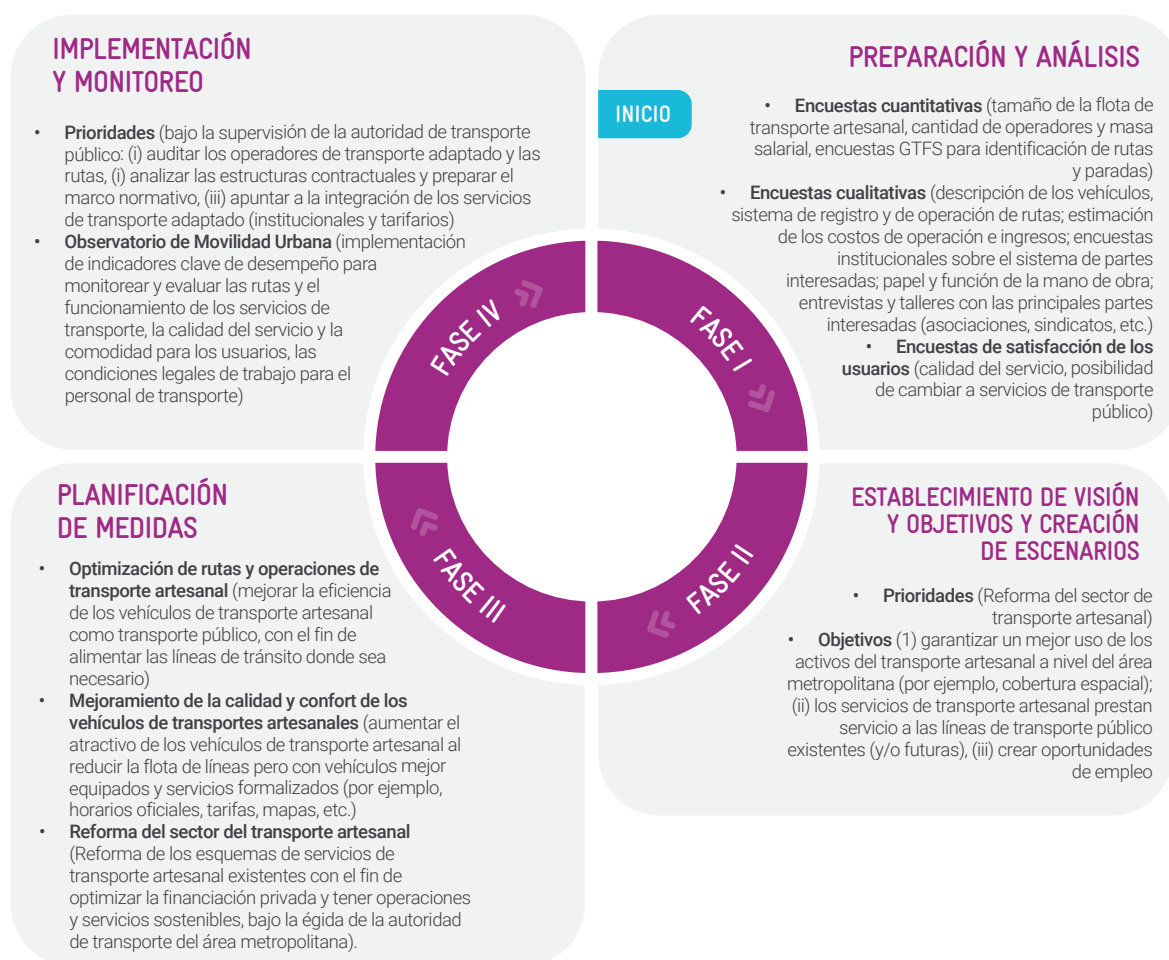 IMPLEMENTACIÓN
Y MONITOREO
• Prioridades (bajo la supervisión de la autoridad de transporte
público: (i) auditar los operadores de transporte adaptado y las
rutas, (i) analizar las estructuras contractuales y preparar el
marco normativo, (iii) apuntar a la integración de los servicios
de transporte adaptado (institucionales y tarifarios)
• Observatorio de Movilidad Urbana (implementación
de indicadores clave de desempeño para
monitorear y evaluar las rutas y el
funcionamiento de los servicios de
transporte, la calidad del servicio y la
comodidad para los usuarios, las
condiciones legales de trabajo para el
personal de transporte)
PREPARACIÓN Y ANÁLISIS
INICIO
• Encuestas cuantitativas (tamaño de la flota de
transporte artesanal, cantidad de operadores y masa
salarial, encuestas GTFS para identificación de rutas
y paradas)
• Encuestas cualitativas (descripción de los vehículos,
sistema de registro y de operación de rutas; estimación
de los costos de operación e ingresos; encuestas
institucionales sobre el sistema de partes
interesadas; papel y función de la mano de obra;
entrevistas y talleres con las principales partes
interesadas (asociaciones, sindicatos, etc.)
• Encuestas de satisfacción de los
usuarios (calidad del servicio, posibilidad
de cambiar a servicios de transporte
público)
FASE IV
FASE I
FASE III
FASE II
PLANIFICACIÓN
DE MEDIDAS
• Optimización de rutas y operaciones de
transporte artesanal (mejorar la eficiencia
de los vehículos de transporte artesanal
como transporte público, con el fin de
alimentar las líneas de tránsito donde sea
necesario)
• Mejoramiento de la calidad y confort de los
vehículos de transportes artesanales (aumentar el
atractivo de los vehículos de transporte artesanal al
reducir la flota de líneas pero con vehículos mejor
equipados y servicios formalizados (por ejemplo,
horarios oficiales, tarifas, mapas, etc.)
• Reforma del sector del transporte artesanal
(Reforma de los esquemas de servicios de
transporte artesanal existentes con el fin de
optimizar la financiación privada y tener operaciones
y servicios sostenibles, bajo la égida de la autoridad
de transporte del área metropolitana).
ESTABLECIMIENTO DE VISIÓN
Y OBJETIVOS Y CREACIÓN
DE ESCENARIOS
• Prioridades (Reforma del sector de
transporte artesanal)
• Objetivos (1) garantizar un mejor uso de los
activos del transporte artesanal a nivel del área
metropolitana (por ejemplo, cobertura espacial);
(ii) los servicios de transporte artesanal prestan
servicio a las líneas de transporte público
existentes (y/o futuras), (iii) crear oportunidades
de empleo